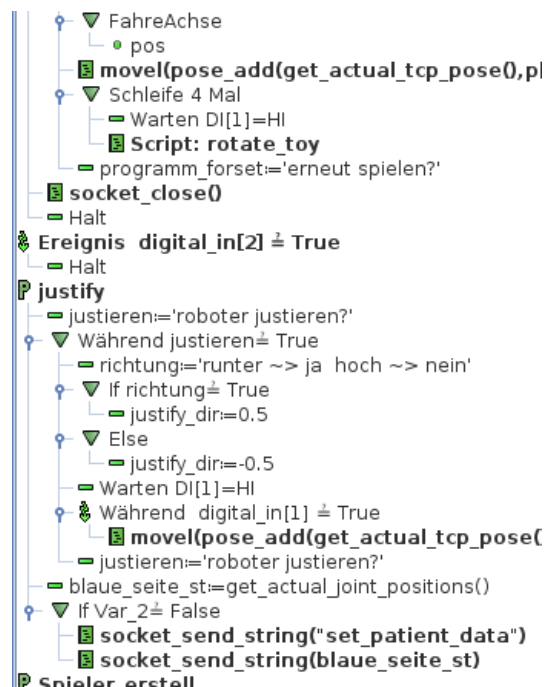 FahreAchse
pos
movel(pose_add(get_actual_tcp_pose(),p
Schleife 4 Mal
Warten DI[1]=HI
Script: rotate_toy
programm_forset≔'erneut spielen?'
socket_close()
Halt
Ereignis digital_in[2] ≟ True
Halt
justify
justieren≔'roboter justieren?'
Während justieren≟ True
richtung≔'runter ~> ja hoch ~> nein'
If richtung≟ True
justify_dir≔0.5
Else
justify_dir≔-0.5
Warten DI[1]=HI
Während digital_in[1] ≟ True
movel(pose_add(get_actual_tcp_pose(
justieren≔'roboter justieren?'
blaue_seite_st≔get_actual_joint_positions()
If Var_2≟ False
socket_send_string("set_patient_data")
socket_send_string(blaue_seite_st)
Spieler_erstell